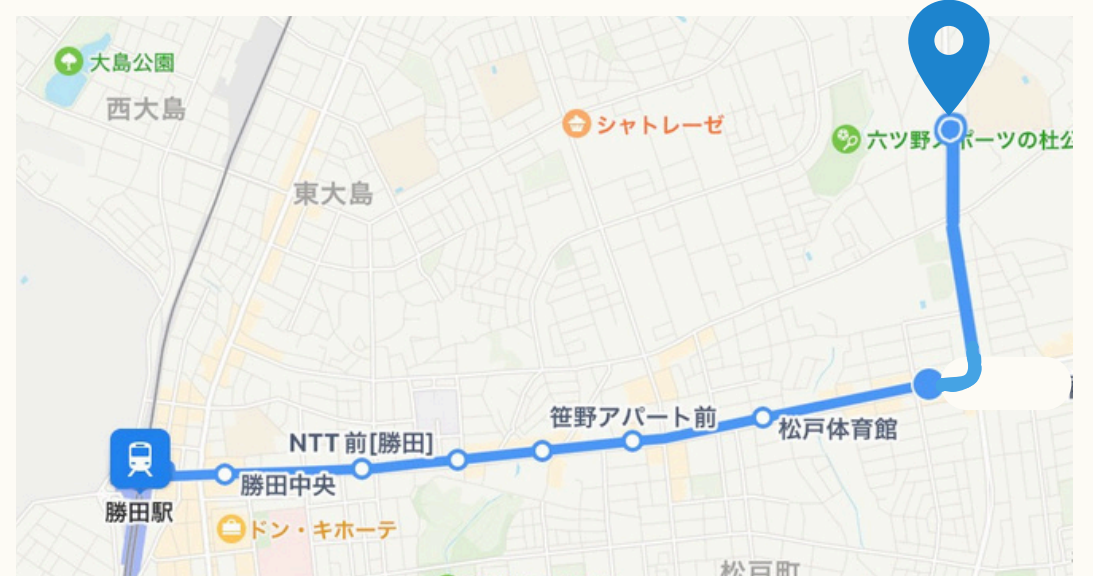 大島公園
西大島
シャトレーゼ
六ツ野スポーツの杜公
東大島
笹野アパート前
松戸体育館
NTT前[勝田]
勝田中央
勝田駅
ドン・キホーテ
松戸町